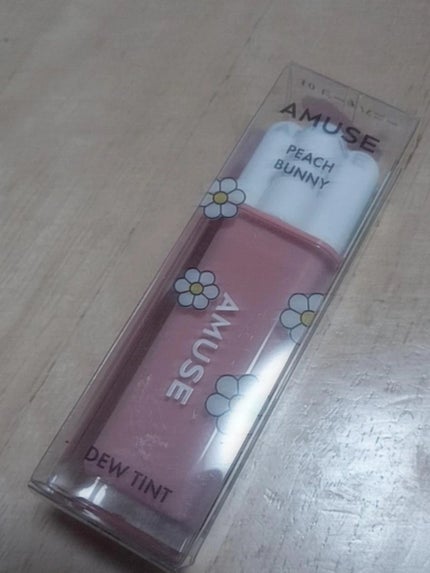 AMUSE
PEACH
BUNNY
AMUSE
DEW TINT